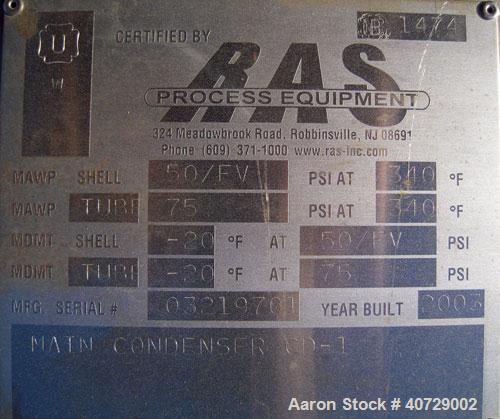 U
W
CERTIFIED BY
NB 1474
RAS
PROCESS EQUIPMENT
324 Meadowbrook Road, Robbinsville, NJ 08691
Phone (609) 371-1000 www.ras-inc.com
MAWP SHELL 50/FV PSI AT 340 °F
MAWP TUBE 75 PSI AT 340 °F
MDMT SHELL -20 °F AT 50/FV PSI
MDMT TUBE -20 °F AT 75 PSI
MFG. SERIAL # 03219701 YEAR BUILT
MAIN CONDENSER CD-1
Aaron Stock # 40729002